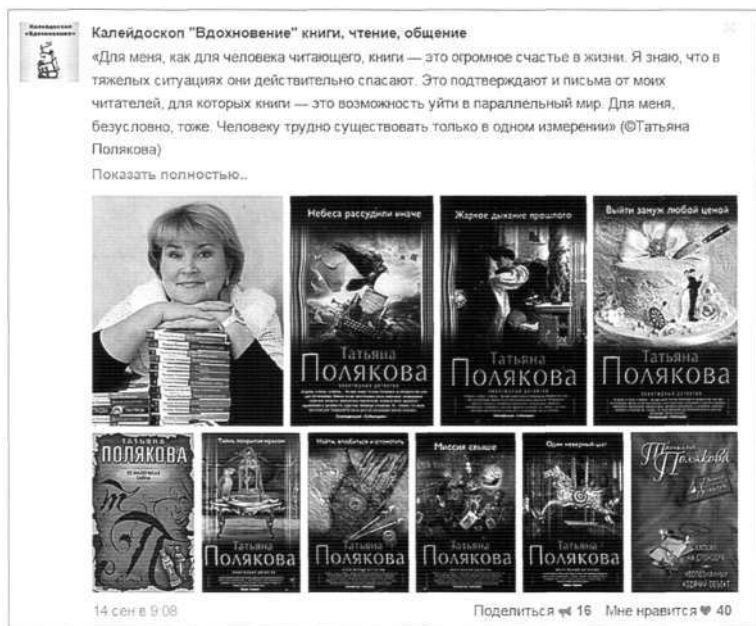 Калейдоскоп
«Вдохновение»
Калейдоскоп "Вдохновение" книги, чтение, общение
«Для меня, как для человека читающего, книги — это огромное счастье в жизни. Я знаю, что в
тяжелых ситуациях они действительно спасают. Это подтверждают и письма от моих
читателей, для которых книги — это возможность уйти в параллельный мир. Для меня,
безусловно, тоже. Человеку трудно существовать только в одном измерении» (©Татьяна
Полякова)
Показать полностью..
Небеса рассудили иначе
Татьяна
Полякова
Жаркое дыхание прошлого
Татьяна
Полякова
Выйти замуж любой ценой
Татьяна
Полякова
Татьяна
Полякова
Тайна, покрытая мраком
Татьяна
Полякова
Найти, влюбиться и отомстить
Татьяна
Полякова
Миссия свыше
Татьяна
Полякова
Один неверный шаг
Татьяна
Полякова
Татьяна
Полякова
14 сен в 9:08
Поделиться 16 Мне нравится 40